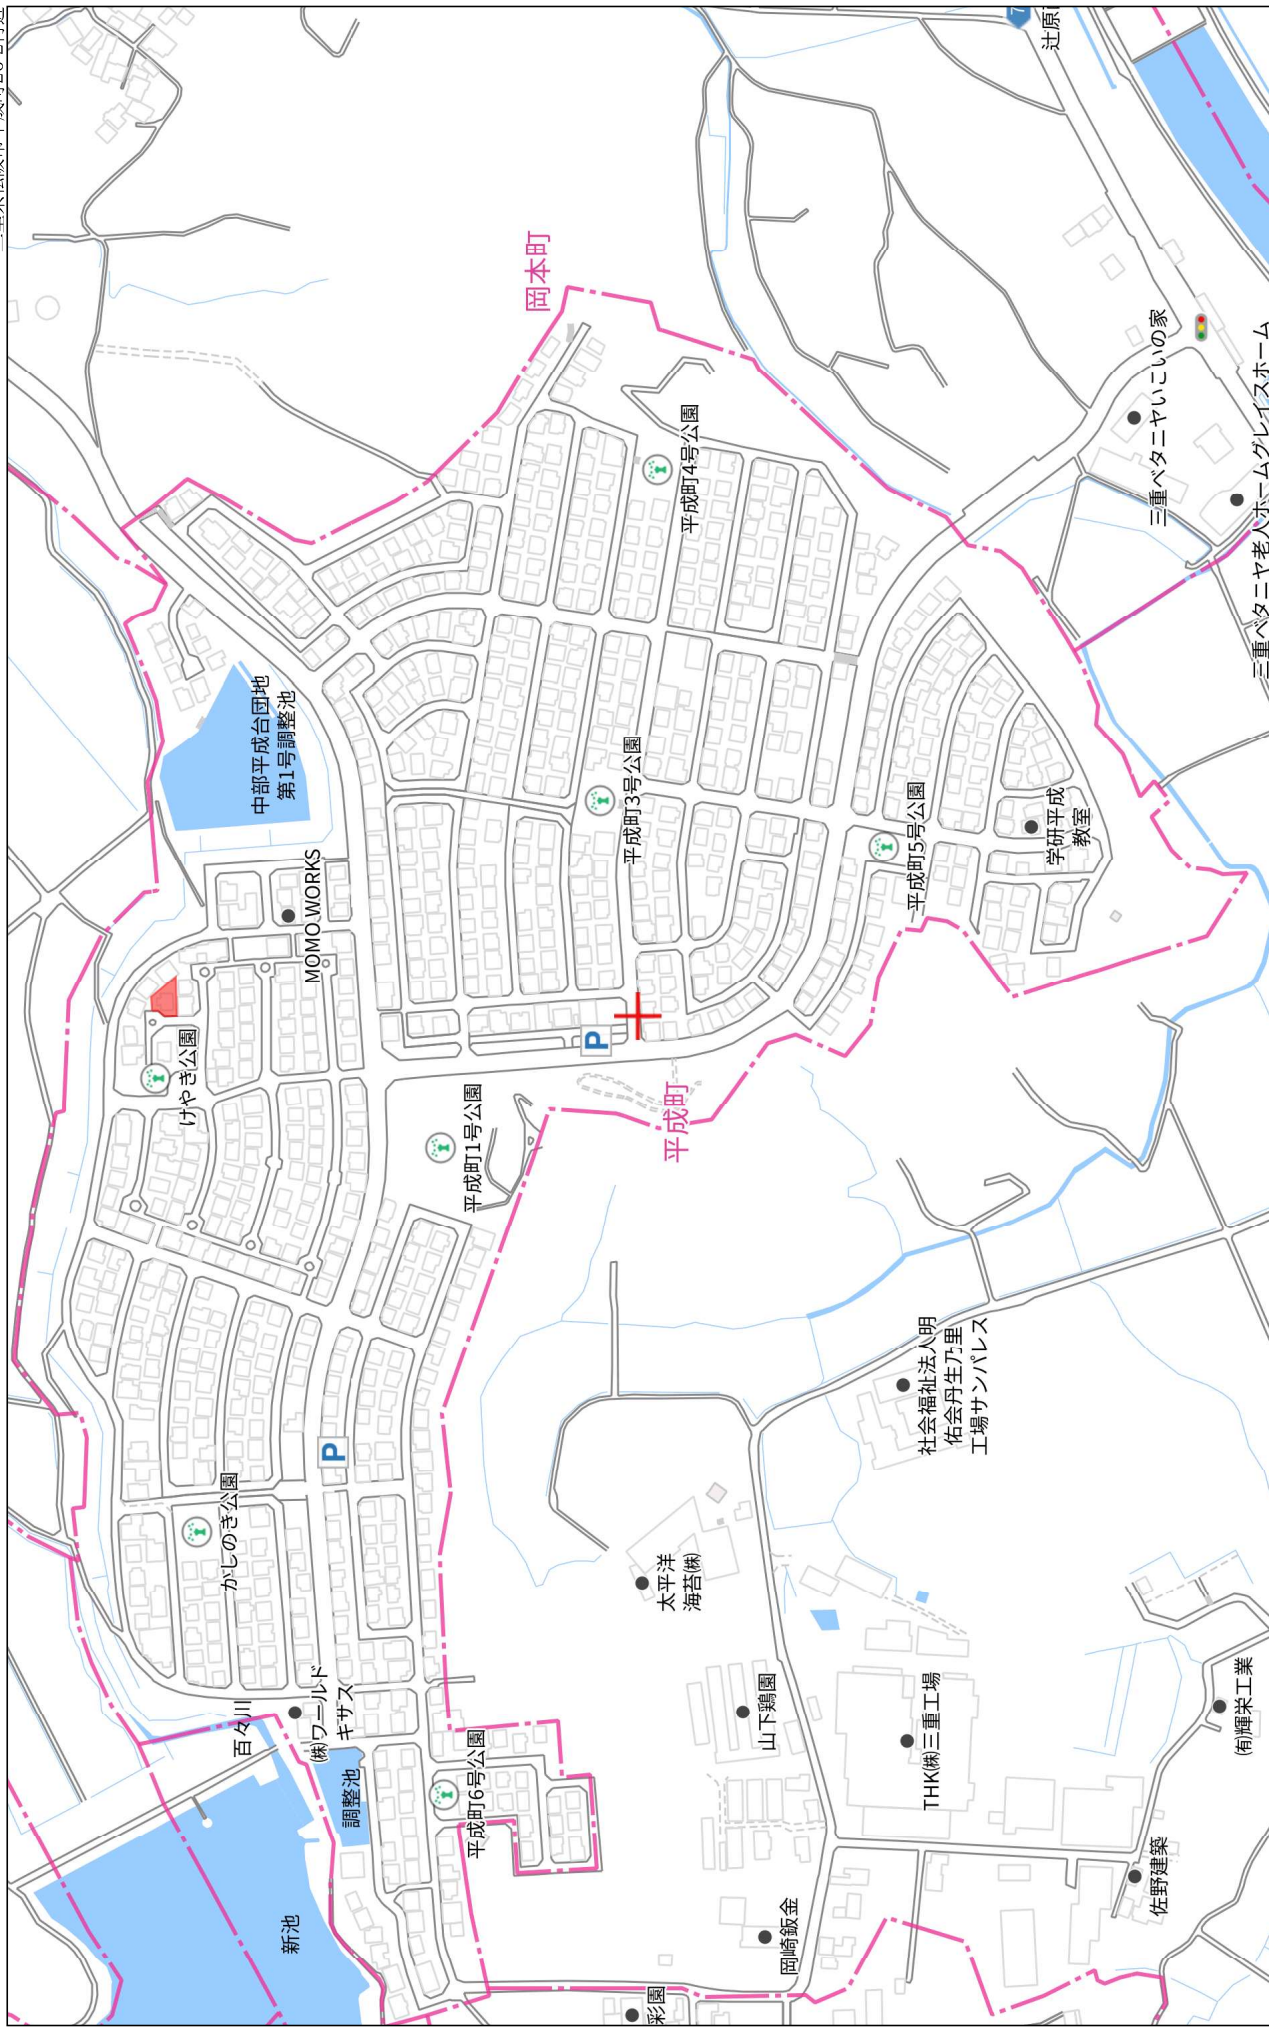 辻原
岡本町
三重ベタニヤいこいの家
三重ベタニヤ老人ホームグレイスホーム
平成町4号公園
中部平成台団地
第1号調整池
平成町3号公園
平成町5号公園
学研平成
教室
MOMO WORKS
けやき公園
P
平成町1号公園
平成町
社会福祉法人明
佑会丹生乃里
工場サンパレス
P
かしのき公園
太平洋
海苔㈱
百々川
㈱ワールド
キサス
山下鶏園
THK㈱三重工場
㈲輝栄工業
調整池
平成町6号公園
新池
佐野建築
岡崎鈑金
彩園